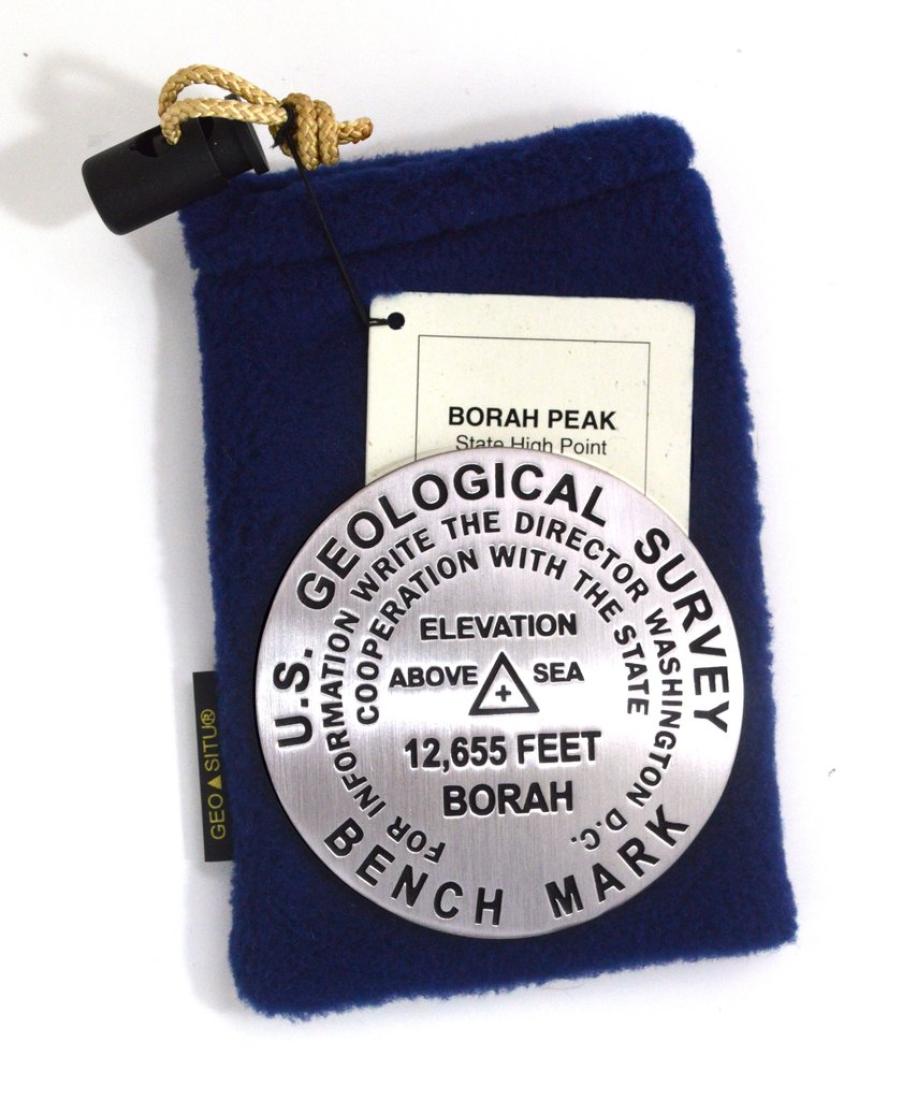 BORAH PEAK
State High Point
U.S. GEOLOGICAL SURVEY
FOR INFORMATION WRITE THE DIRECTOR WASHINGTON D.C.
COOPERATION WITH THE STATE
ELEVATION
ABOVE SEA
12,655 FEET
BORAH
BENCH MARK
GEO▲SITU®